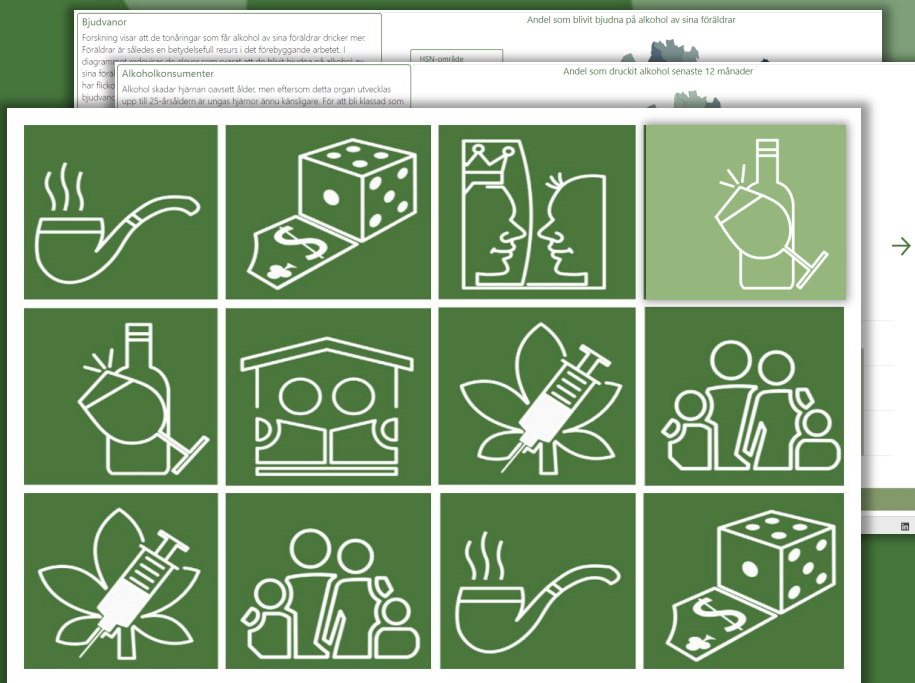 Bjudvanor
Forskning visar att de tonåringar som får alkohol av sina föräldrar dricker mer.
Föräldrar är således en betydelsefull resurs i det förebyggande arbetet. I
sina föräl
har flicko
bjudvanc
Andel som blivit bjudna på alkohol av sina föräldrar
HSN-område
Alkoholkonsumenter
Alkohol skadar hjärnan oavsett ålder, men eftersom detta organ utvecklas
upp till 25-årsåldern är ungas hjärnor ännu känsligare. För att bli klassad som
Andel som druckit alkohol senaste 12 månader
$
$
in